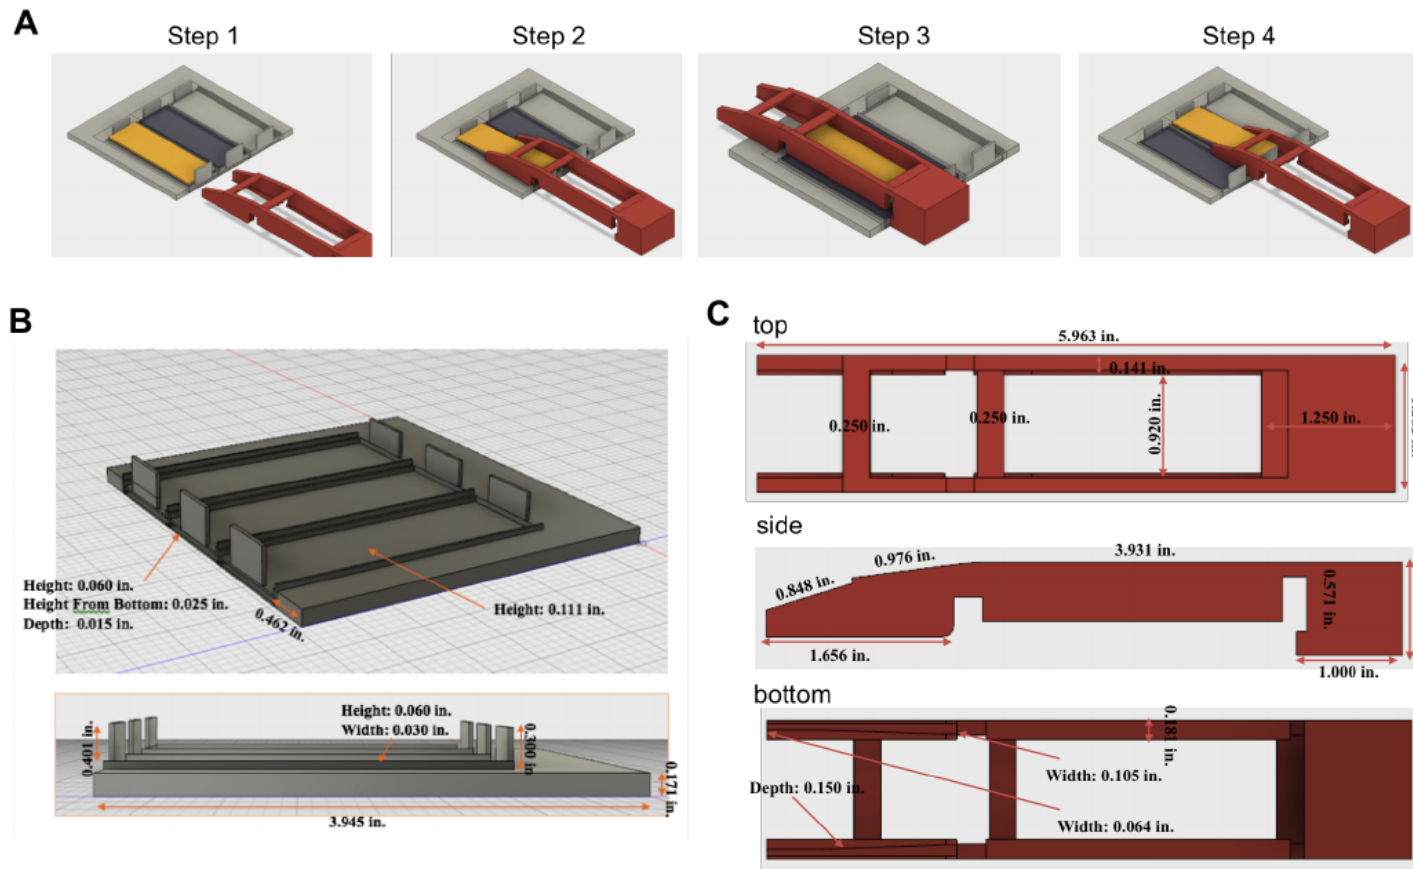 A
Step 1
Step 2
Step 3
Step 4
B
Height: 0.060 in.
Height From Bottom: 0.025 in.
Depth: 0.015 in.
0.462 in.
Height: 0.111 in.
Height: 0.060 in.
Width: 0.030 in.
0.401 in.
0.300 in
0.171 in.
3.945 in.
C
top
5.963 in.
0.141 in.
0.250 in.
0.250 in.
0.920 in.
1.250 in.
side
0.848 in.
0.976 in.
3.931 in.
0.571 in.
1.656 in.
1.000 in.
bottom
0.181 in.
Width: 0.105 in.
Depth: 0.150 in.
Width: 0.064 in.